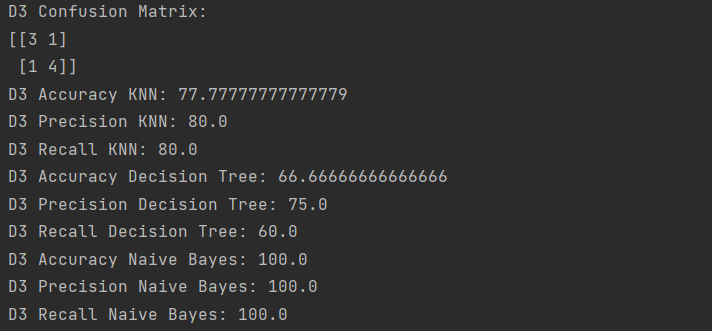 D3 Confusion Matrix:
[[3 1]
 [1 4]]
D3 Accuracy KNN: 77.77777777777779
D3 Precision KNN: 80.0
D3 Recall KNN: 80.0
D3 Accuracy Decision Tree: 66.66666666666666
D3 Precision Decision Tree: 75.0
D3 Recall Decision Tree: 60.0
D3 Accuracy Naive Bayes: 100.0
D3 Precision Naive Bayes: 100.0
D3 Recall Naive Bayes: 100.0